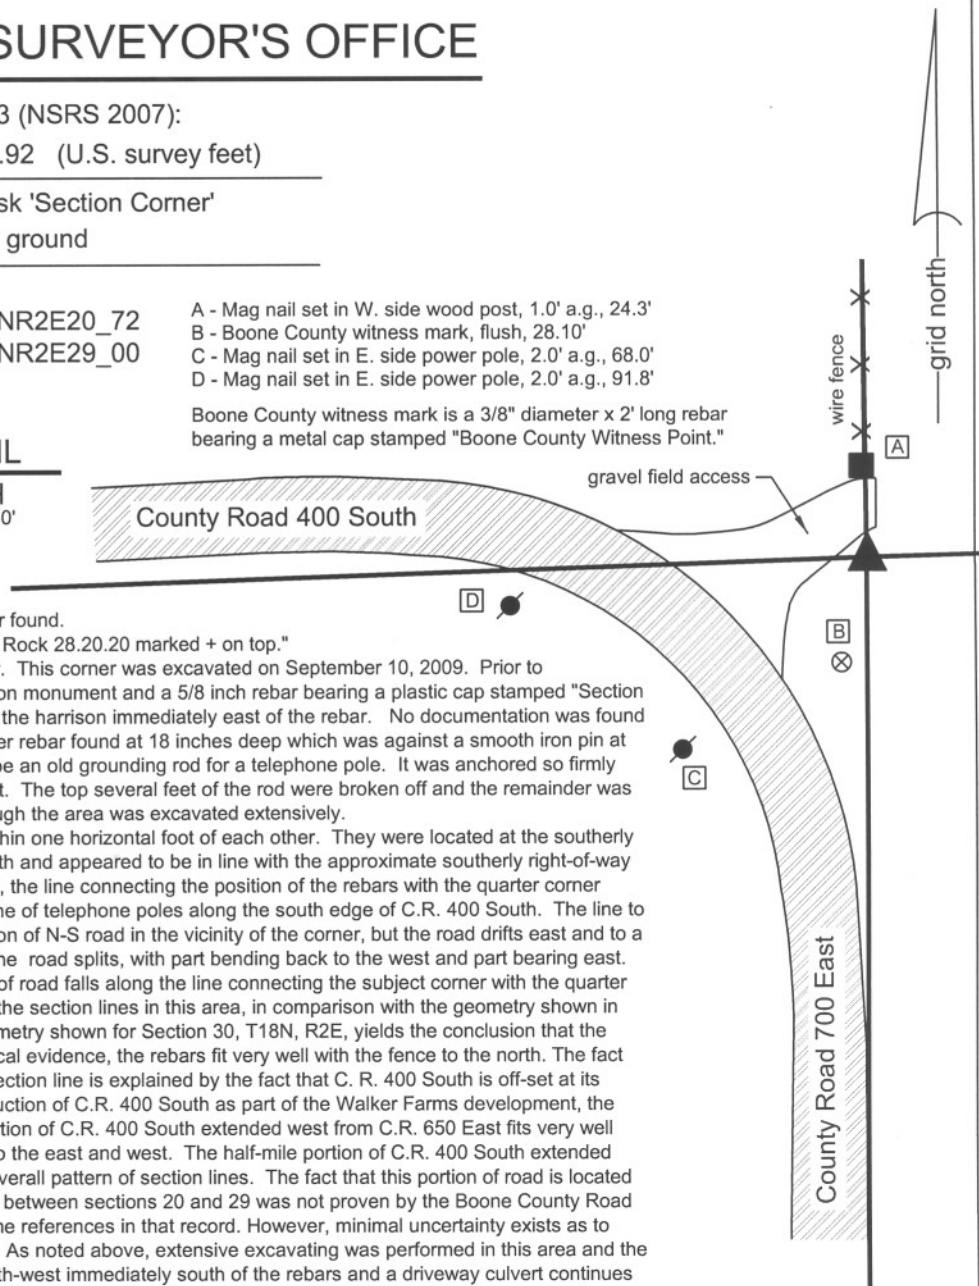 SURVEYOR'S OFFICE
3 (NSRS 2007):
.92 (U.S. survey feet)
sk 'Section Corner'
ground
NR2E20_72
NR2E29_00
A - Mag nail set in W. side wood post, 1.0' a.g., 24.3'
B - Boone County witness mark, flush, 28.10'
C - Mag nail set in E. side power pole, 2.0' a.g., 68.0'
D - Mag nail set in E. side power pole, 2.0' a.g., 91.8'
Boone County witness mark is a 3/8" diameter x 2' long rebar
bearing a metal cap stamped "Boone County Witness Point."
grid north
wire fence
A
gravel field access
IL
0'
County Road 400 South
D
B
C
County Road 700 East
r found.
Rock 28.20.20 marked + on top."
. This corner was excavated on September 10, 2009. Prior to
on monument and a 5/8 inch rebar bearing a plastic cap stamped "Section
the harrison immediately east of the rebar. No documentation was found
er rebar found at 18 inches deep which was against a smooth iron pin at
be an old grounding rod for a telephone pole. It was anchored so firmly
t. The top several feet of the rod were broken off and the remainder was
ugh the area was excavated extensively.
thin one horizontal foot of each other. They were located at the southerly
th and appeared to be in line with the approximate southerly right-of-way
, the line connecting the position of the rebars with the quarter corner
ne of telephone poles along the south edge of C.R. 400 South. The line to
on of N-S road in the vicinity of the corner, but the road drifts east and to a
he road splits, with part bending back to the west and part bearing east.
of road falls along the line connecting the subject corner with the quarter
the section lines in this area, in comparison with the geometry shown in
metry shown for Section 30, T18N, R2E, yields the conclusion that the
cal evidence, the rebars fit very well with the fence to the north. The fact
ection line is explained by the fact that C. R. 400 South is off-set at its
uction of C.R. 400 South as part of the Walker Farms development, the
tion of C.R. 400 South extended west from C.R. 650 East fits very well
o the east and west. The half-mile portion of C.R. 400 South extended
verall pattern of section lines. The fact that this portion of road is located
between sections 20 and 29 was not proven by the Boone County Road
he references in that record. However, minimal uncertainty exists as to
As noted above, extensive excavating was performed in this area and the
th-west immediately south of the rebars and a driveway culvert continues